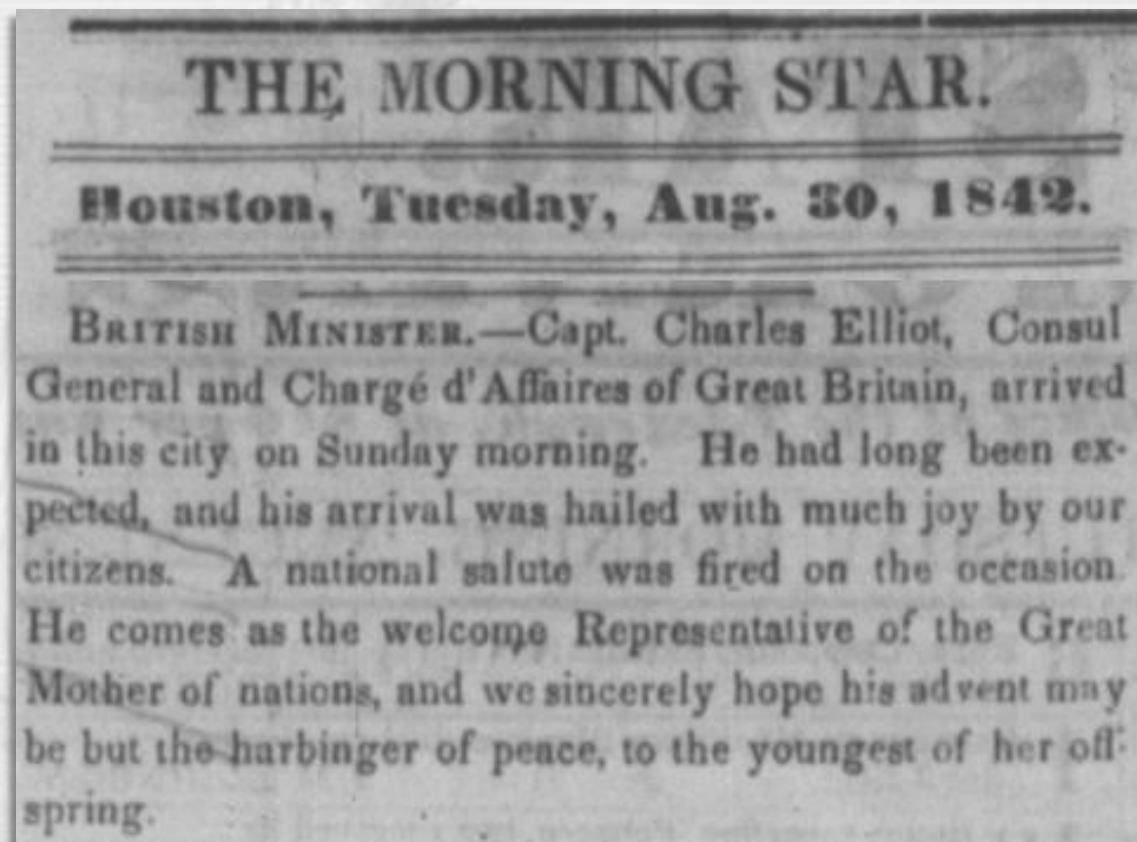 THE MORNING STAR.
Houston, Tuesday, Aug. 30, 1842.
BRITISH MINISTER.—Capt. Charles Elliot, Consul
General and Chargé d'Affaires of Great Britain, arrived
in this city on Sunday morning. He had long been ex-
pected, and his arrival was hailed with much joy by our
citizens. A national salute was fired on the occasion.
He comes as the welcome Representative of the Great
Mother of nations, and we sincerely hope his advent may
be but the harbinger of peace, to the youngest of her off-
spring.